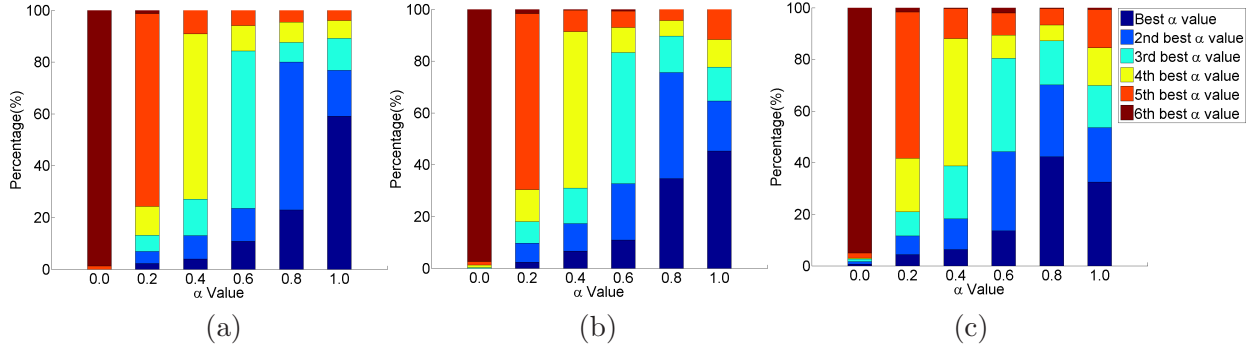 Percentage(%)
100
80
60
40
20
0
0.0 0.2 0.4 0.6 0.8 1.0
α Value
(a)
Percentage(%)
100
80
60
40
20
0
0.0 0.2 0.4 0.6 0.8 1.0
α Value
(b)
Percentage(%)
100
80
60
40
20
0
0.0 0.2 0.4 0.6 0.8 1.0
α Value
(c)
Best α value
2nd best α value
3rd best α value
4th best α value
5th best α value
6th best α value